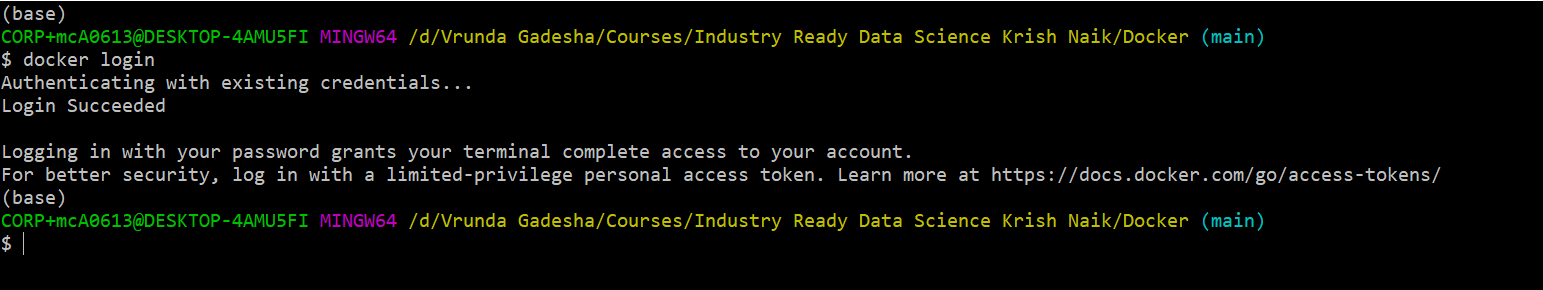 (base)
CORP+mcA0613@DESKTOP-4AMU5FI MINGW64 /d/Vrunda Gadesha/Courses/Industry Ready Data Science Krish Naik/Docker (main)
$ docker login
Authenticating with existing credentials...
Login Succeeded
Logging in with your password grants your terminal complete access to your account.
For better security, log in with a limited-privilege personal access token. Learn more at https://docs.docker.com/go/access-tokens/
(base)
CORP+mcA0613@DESKTOP-4AMU5FI MINGW64 /d/Vrunda Gadesha/Courses/Industry Ready Data Science Krish Naik/Docker (main)
$